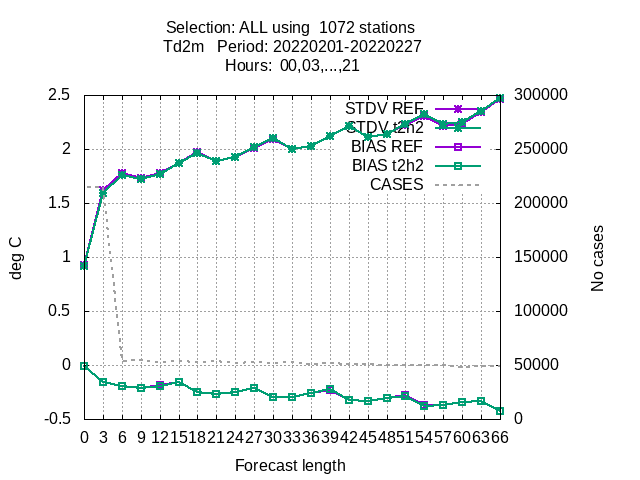 Selection: ALL using  1072 stations
Td2m   Period: 20220201-20220227
Hours:  00,03,...,21
2.5
2
1.5
1
0.5
0
-0.5
deg C
STDV REF
STDV t2h2
BIAS REF
BIAS t2h2
CASES
300000
250000
200000
150000
100000
50000
0
No cases
0 3 6 9 12 15 18 21 24 27 30 33 36 39 42 45 48 51 54 57 60 63 66
Forecast length